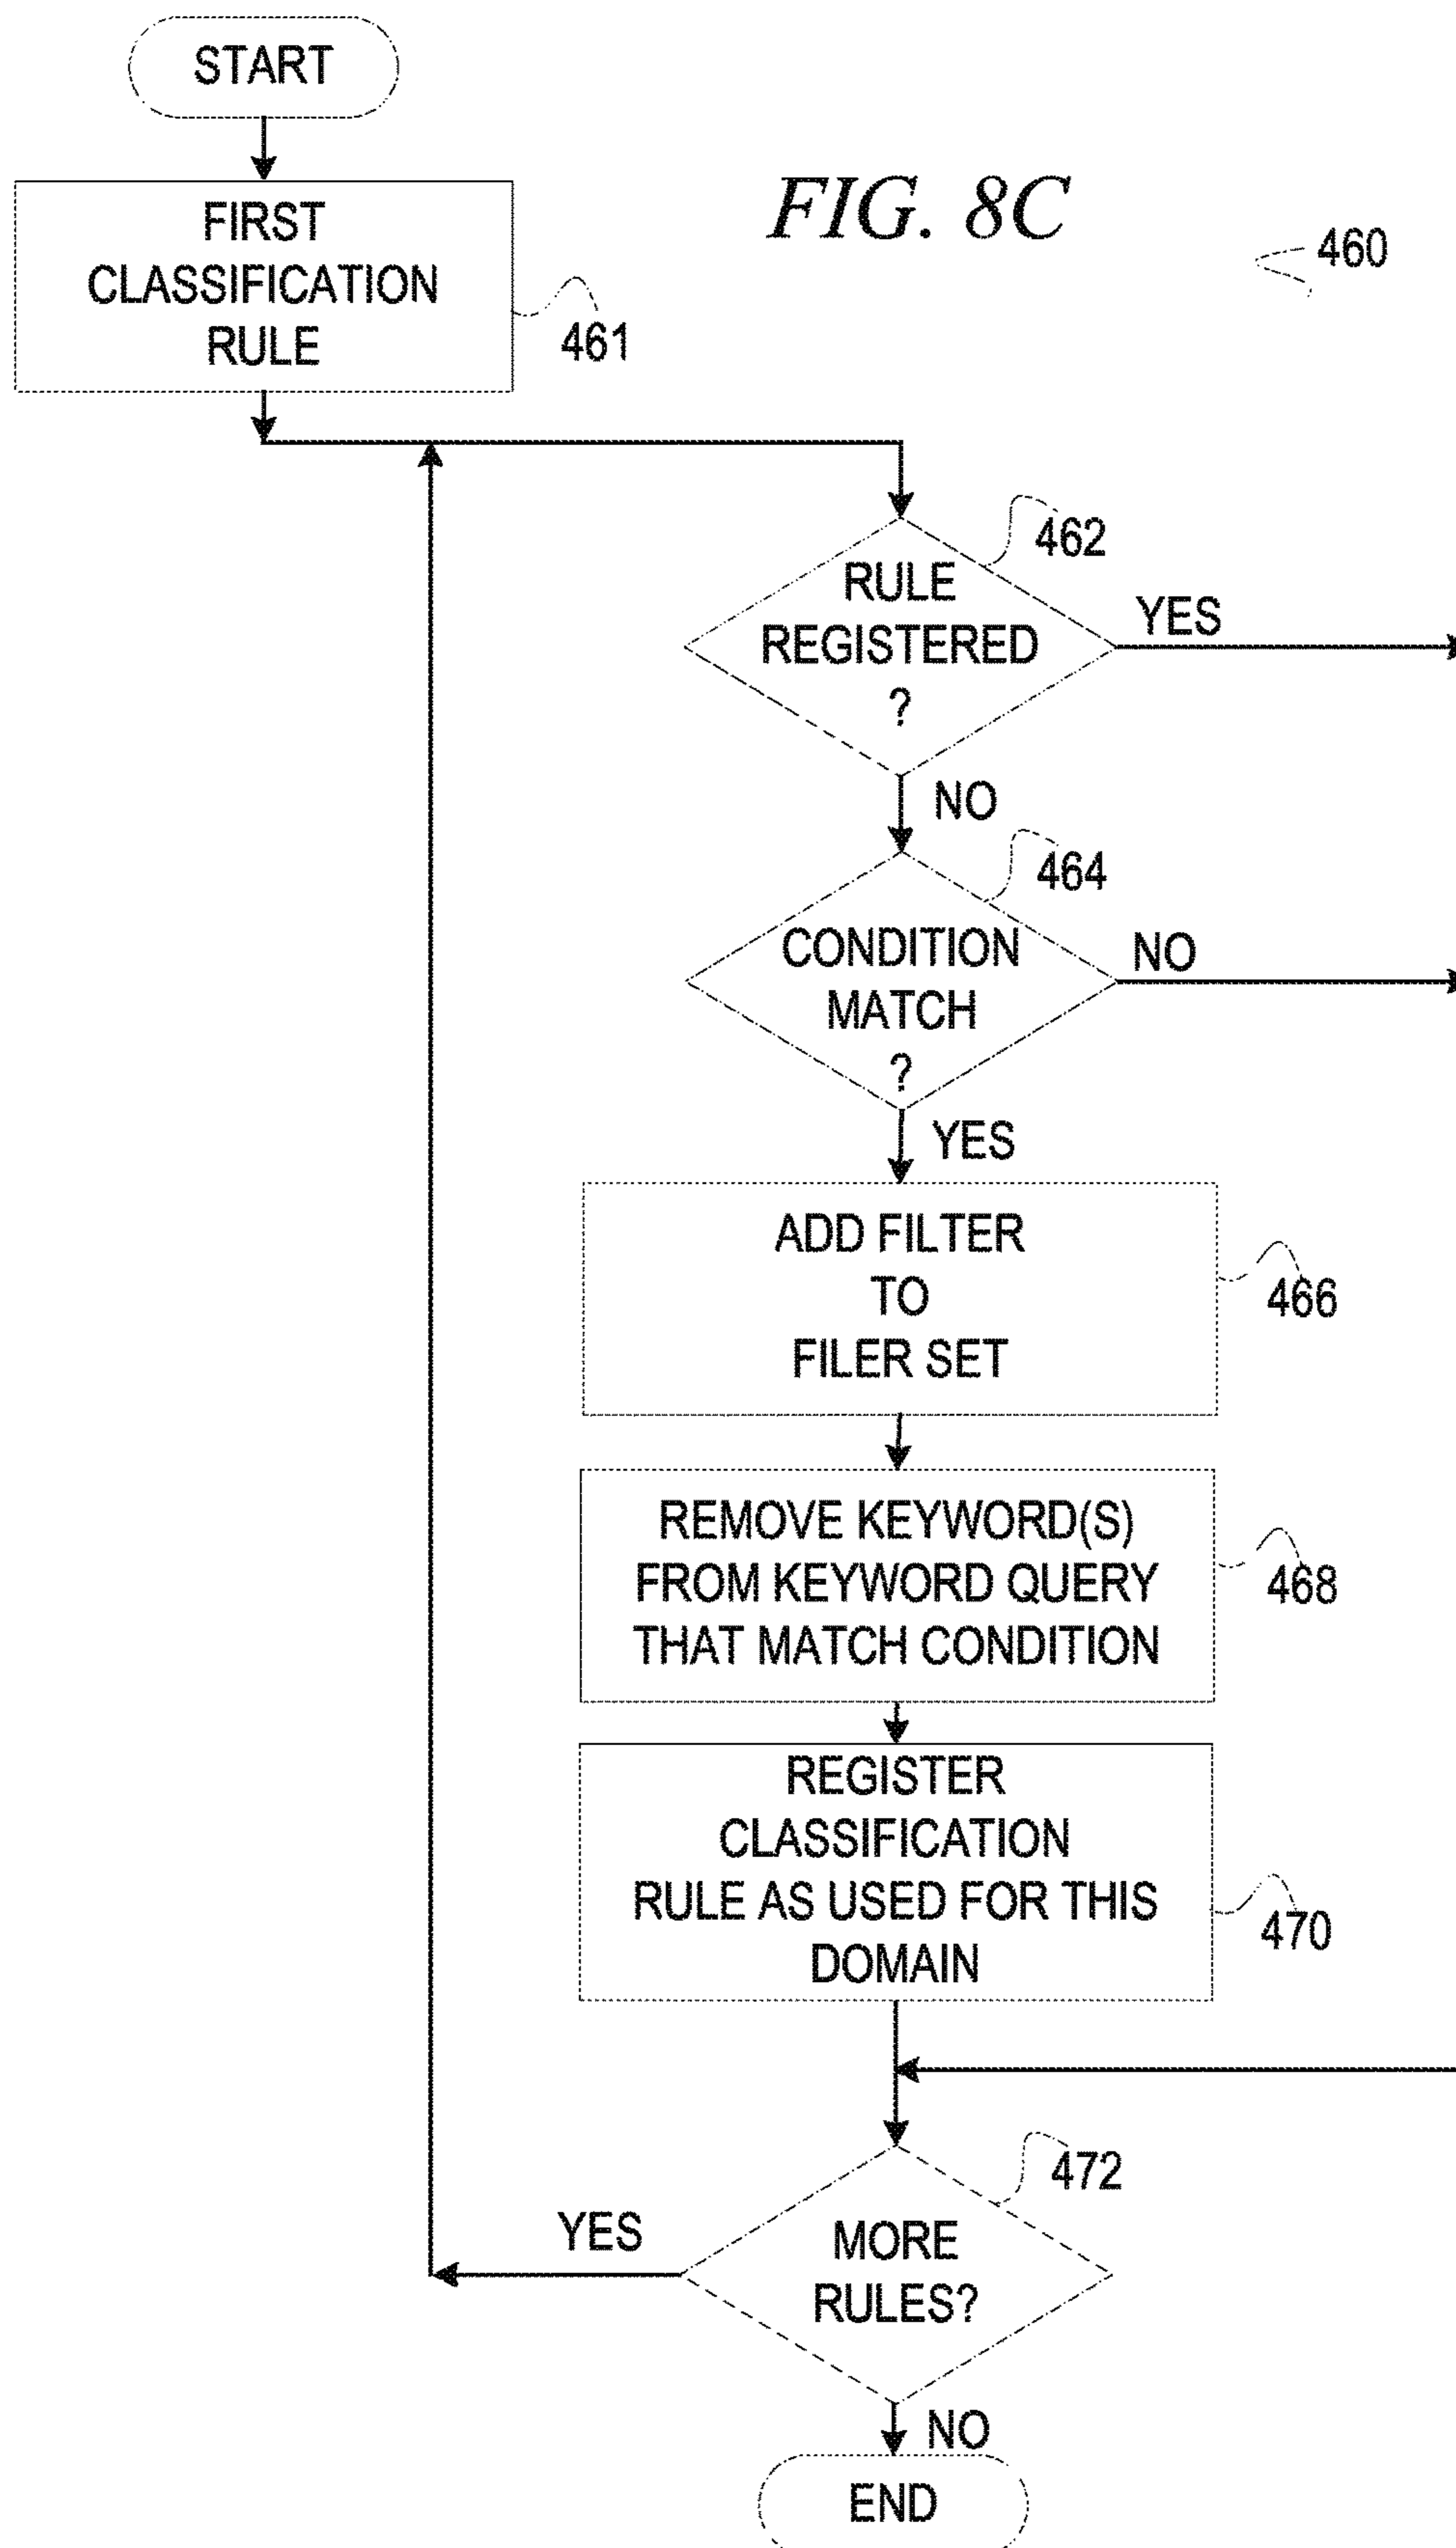 START
FIRST
CLASSIFICATION
RULE
461
FIG. 8C
460
462
RULE
REGISTERED
?
YES
NO
464
CONDITION
MATCH
?
NO
YES
ADD FILTER
TO
FILER SET
466
REMOVE KEYWORD(S)
FROM KEYWORD QUERY
THAT MATCH CONDITION
468
REGISTER
CLASSIFICATION
RULE AS USED FOR THIS
DOMAIN
470
472
YES
MORE
RULES?
NO
END